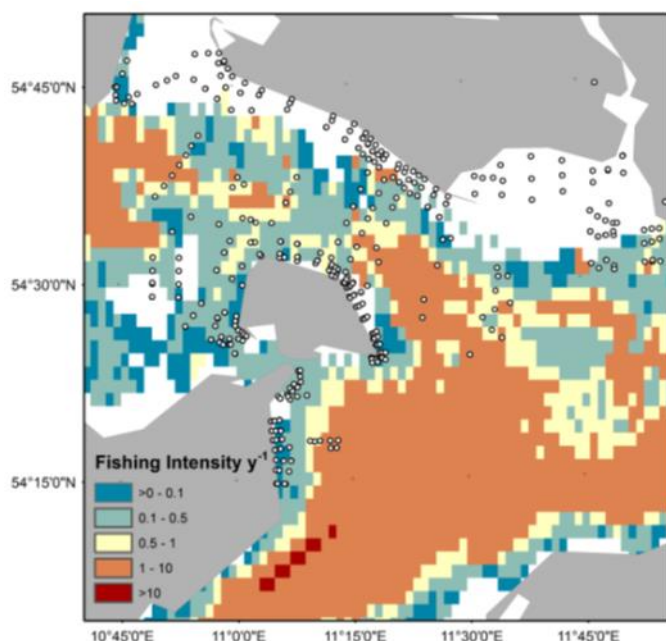 54°45'0"N
54°30'0"N
54°15'0"N
Fishing Intensity y⁻¹
>0 - 0.1
0.1 - 0.5
0.5 - 1
1 - 10
>10
10°45'0"E 11°0'0"E 11°15'0"E 11°30'0"E 11°45'0"E